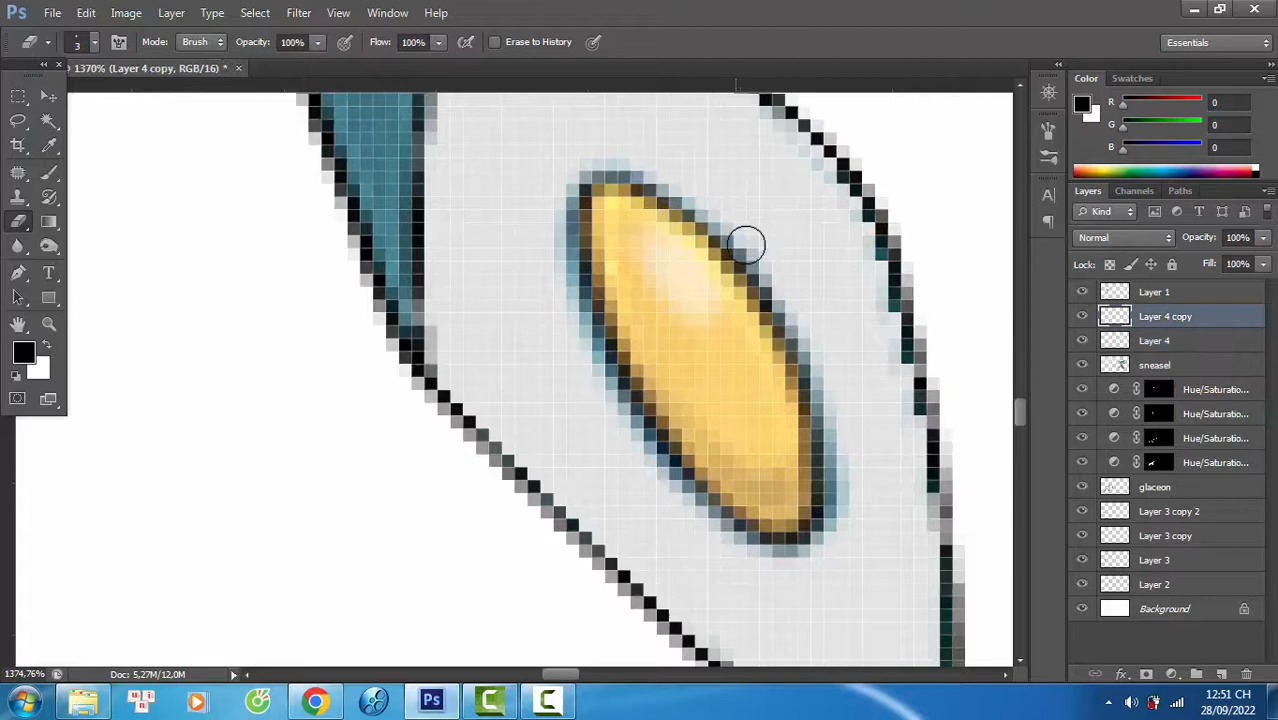 Ps File Edit Image Layer Type Select Filter View Window Help
3 Mode: Brush Opacity: 100% Flow: 100% Erase to History Essentials
1370% (Layer 4 copy, RGB/16) * ×
Color Swatches
R 0
G 0
B 0
Layers Channels Paths
Kind
Normal Opacity: 100%
Lock: Fill: 100%
Layer 1
Layer 4 copy
Layer 4
sneasel
Hue/Saturatio...
Hue/Saturatio...
Hue/Saturatio...
Hue/Saturatio...
glaceon
Layer 3 copy 2
Layer 3 copy
Layer 3
Layer 2
Background
1374,76% Doc: 5,27M/12,0M
12:51 CH
28/09/2022